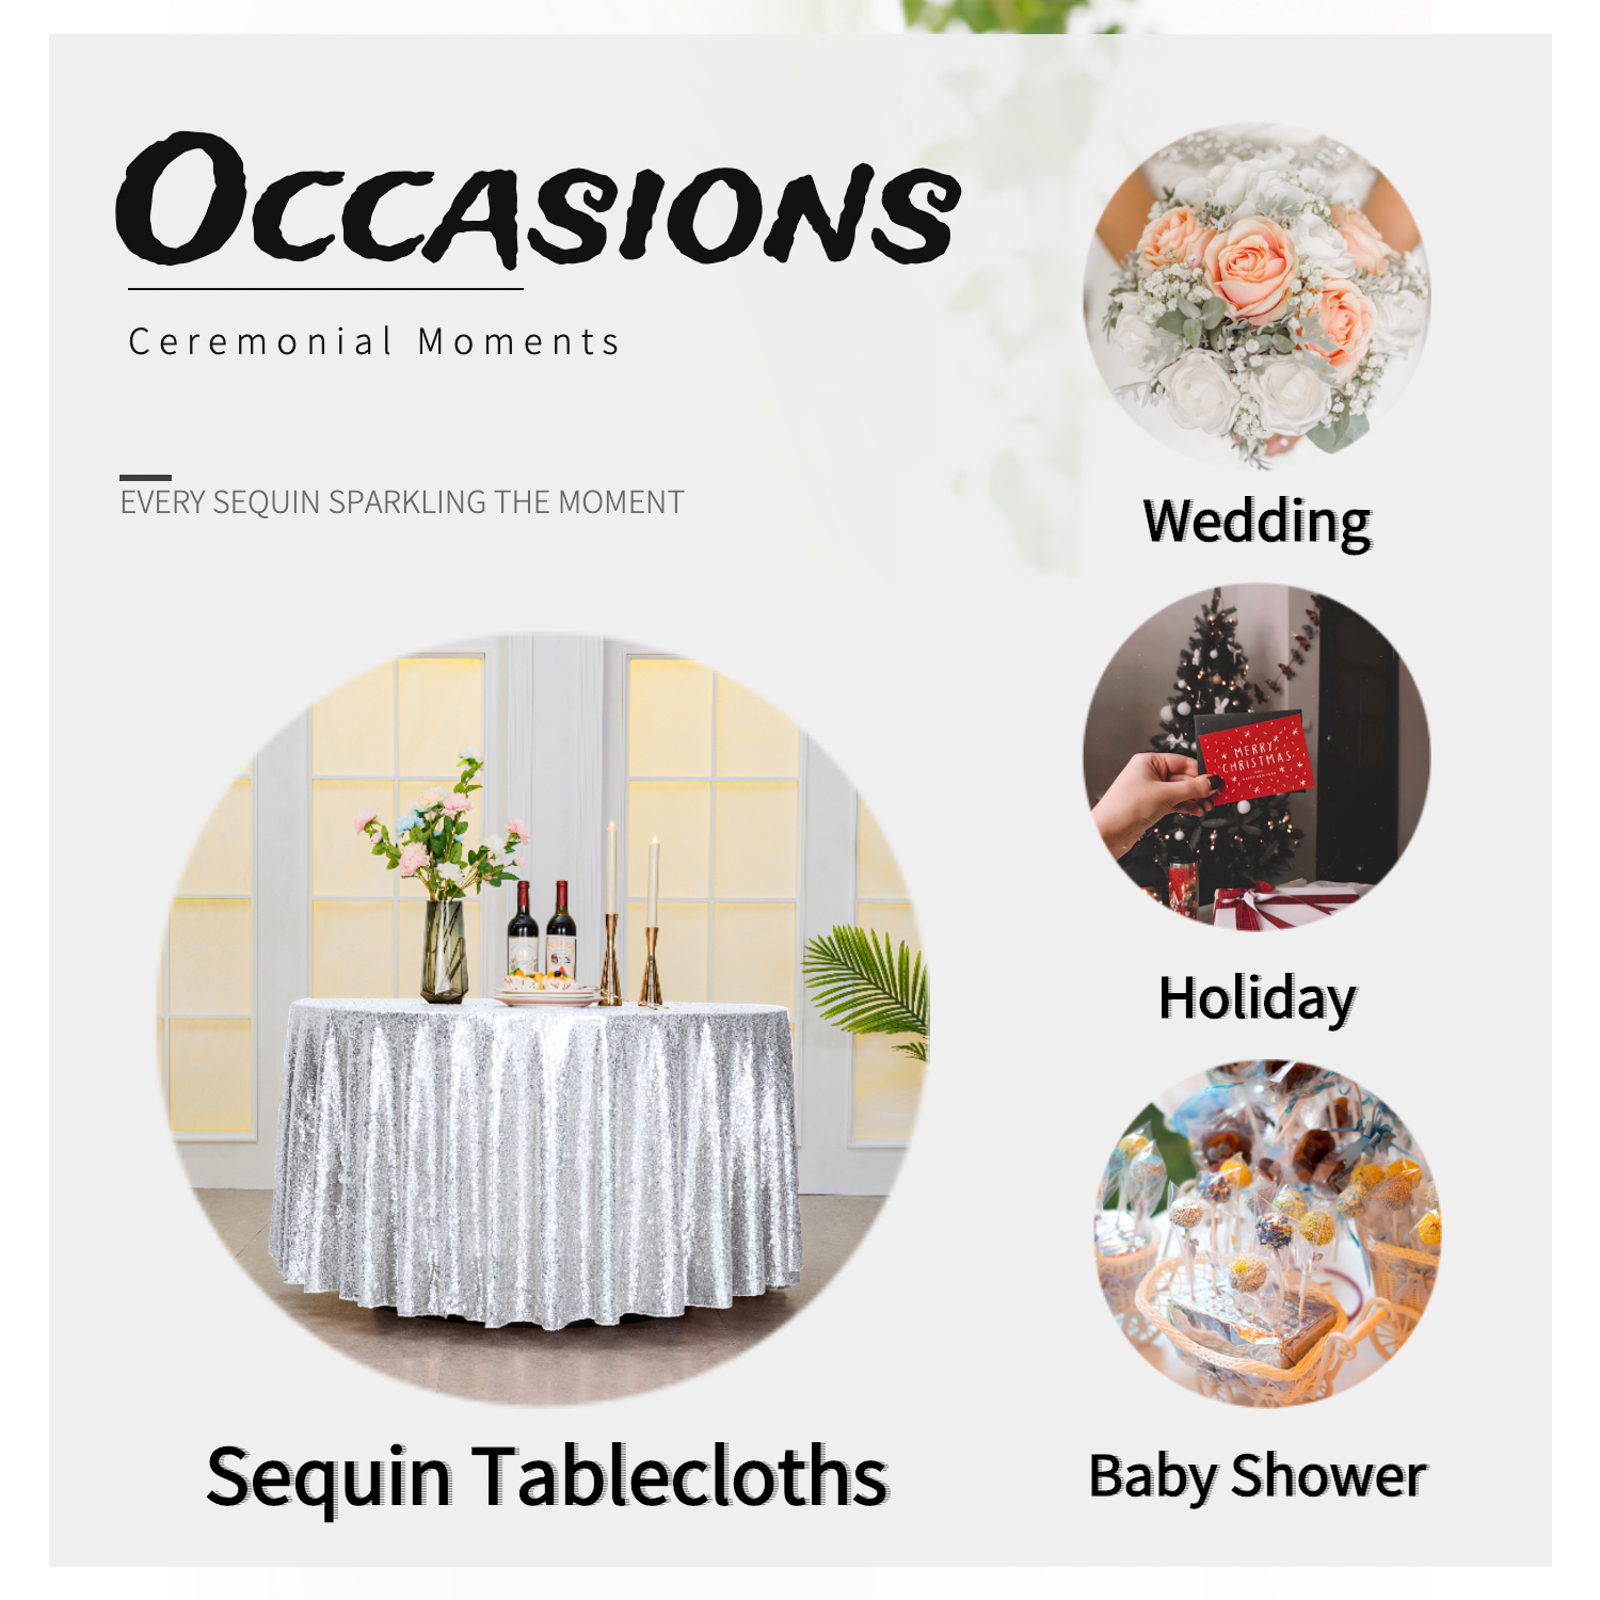 OCCASIONS
Ceremonial Moments
EVERY SEQUIN SPARKLING THE MOMENT
Wedding
MERRY
CHRISTMAS
Holiday
Sequin Tablecloths
Baby Shower